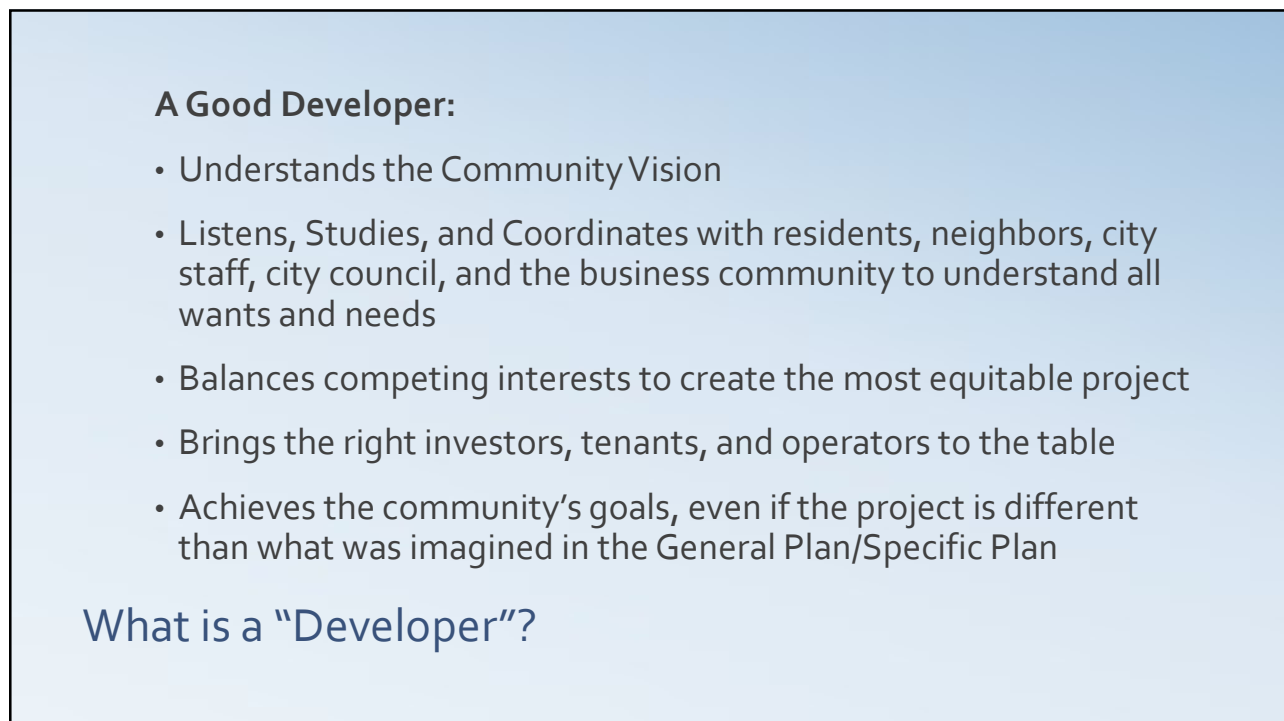 A Good Developer:
• Understands the Community Vision
• Listens, Studies, and Coordinates with residents, neighbors, city
staff, city council, and the business community to understand all
wants and needs
• Balances competing interests to create the most equitable project
• Brings the right investors, tenants, and operators to the table
• Achieves the community’s goals, even if the project is different
than what was imagined in the General Plan/Specific Plan
What is a “Developer”?